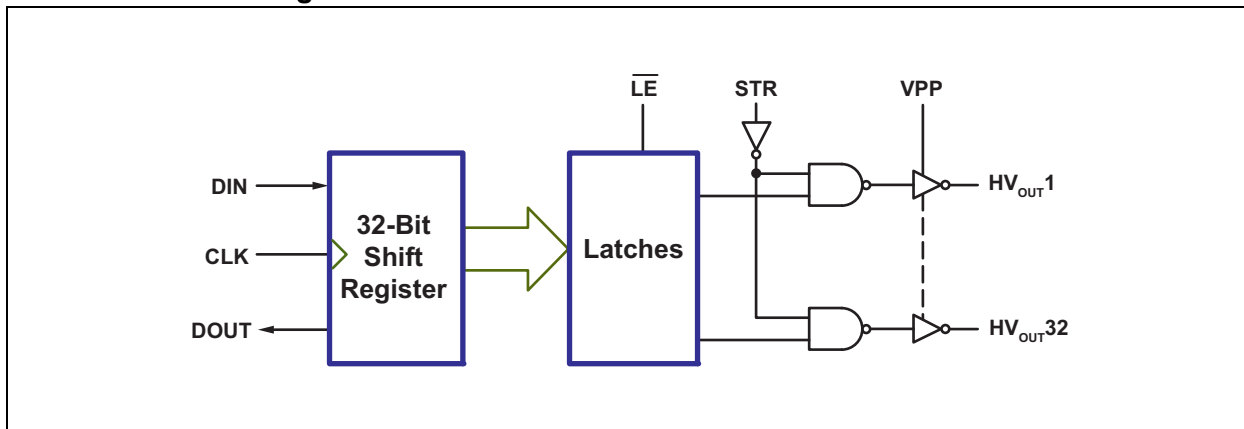 LE
STR
VPP
DIN
CLK
DOUT
32-Bit
Shift
Register
Latches
HVOUT1
HVOUT32